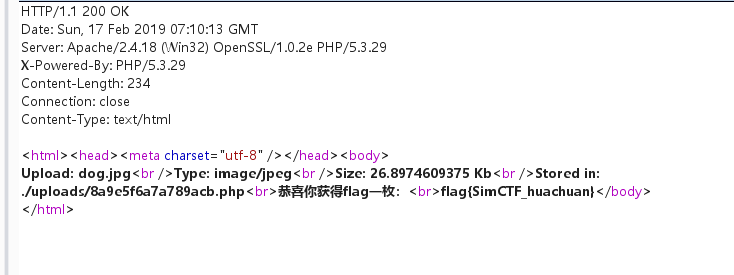 HTTP/1.1 200 OK
Date: Sun, 17 Feb 2019 07:10:13 GMT
Server: Apache/2.4.18 (Win32) OpenSSL/1.0.2e PHP/5.3.29
X-Powered-By: PHP/5.3.29
Content-Length: 234
Connection: close
Content-Type: text/html

<html><head><meta charset="utf-8" /></head><body>
Upload: dog.jpg<br />Type: image/jpeg<br />Size: 26.8974609375 Kb<br />Stored in:
./uploads/8a9e5f6a7a789acb.php<br>恭喜你获得flag一枚：<br>flag{SimCTF_huachuan}</body>
</html>